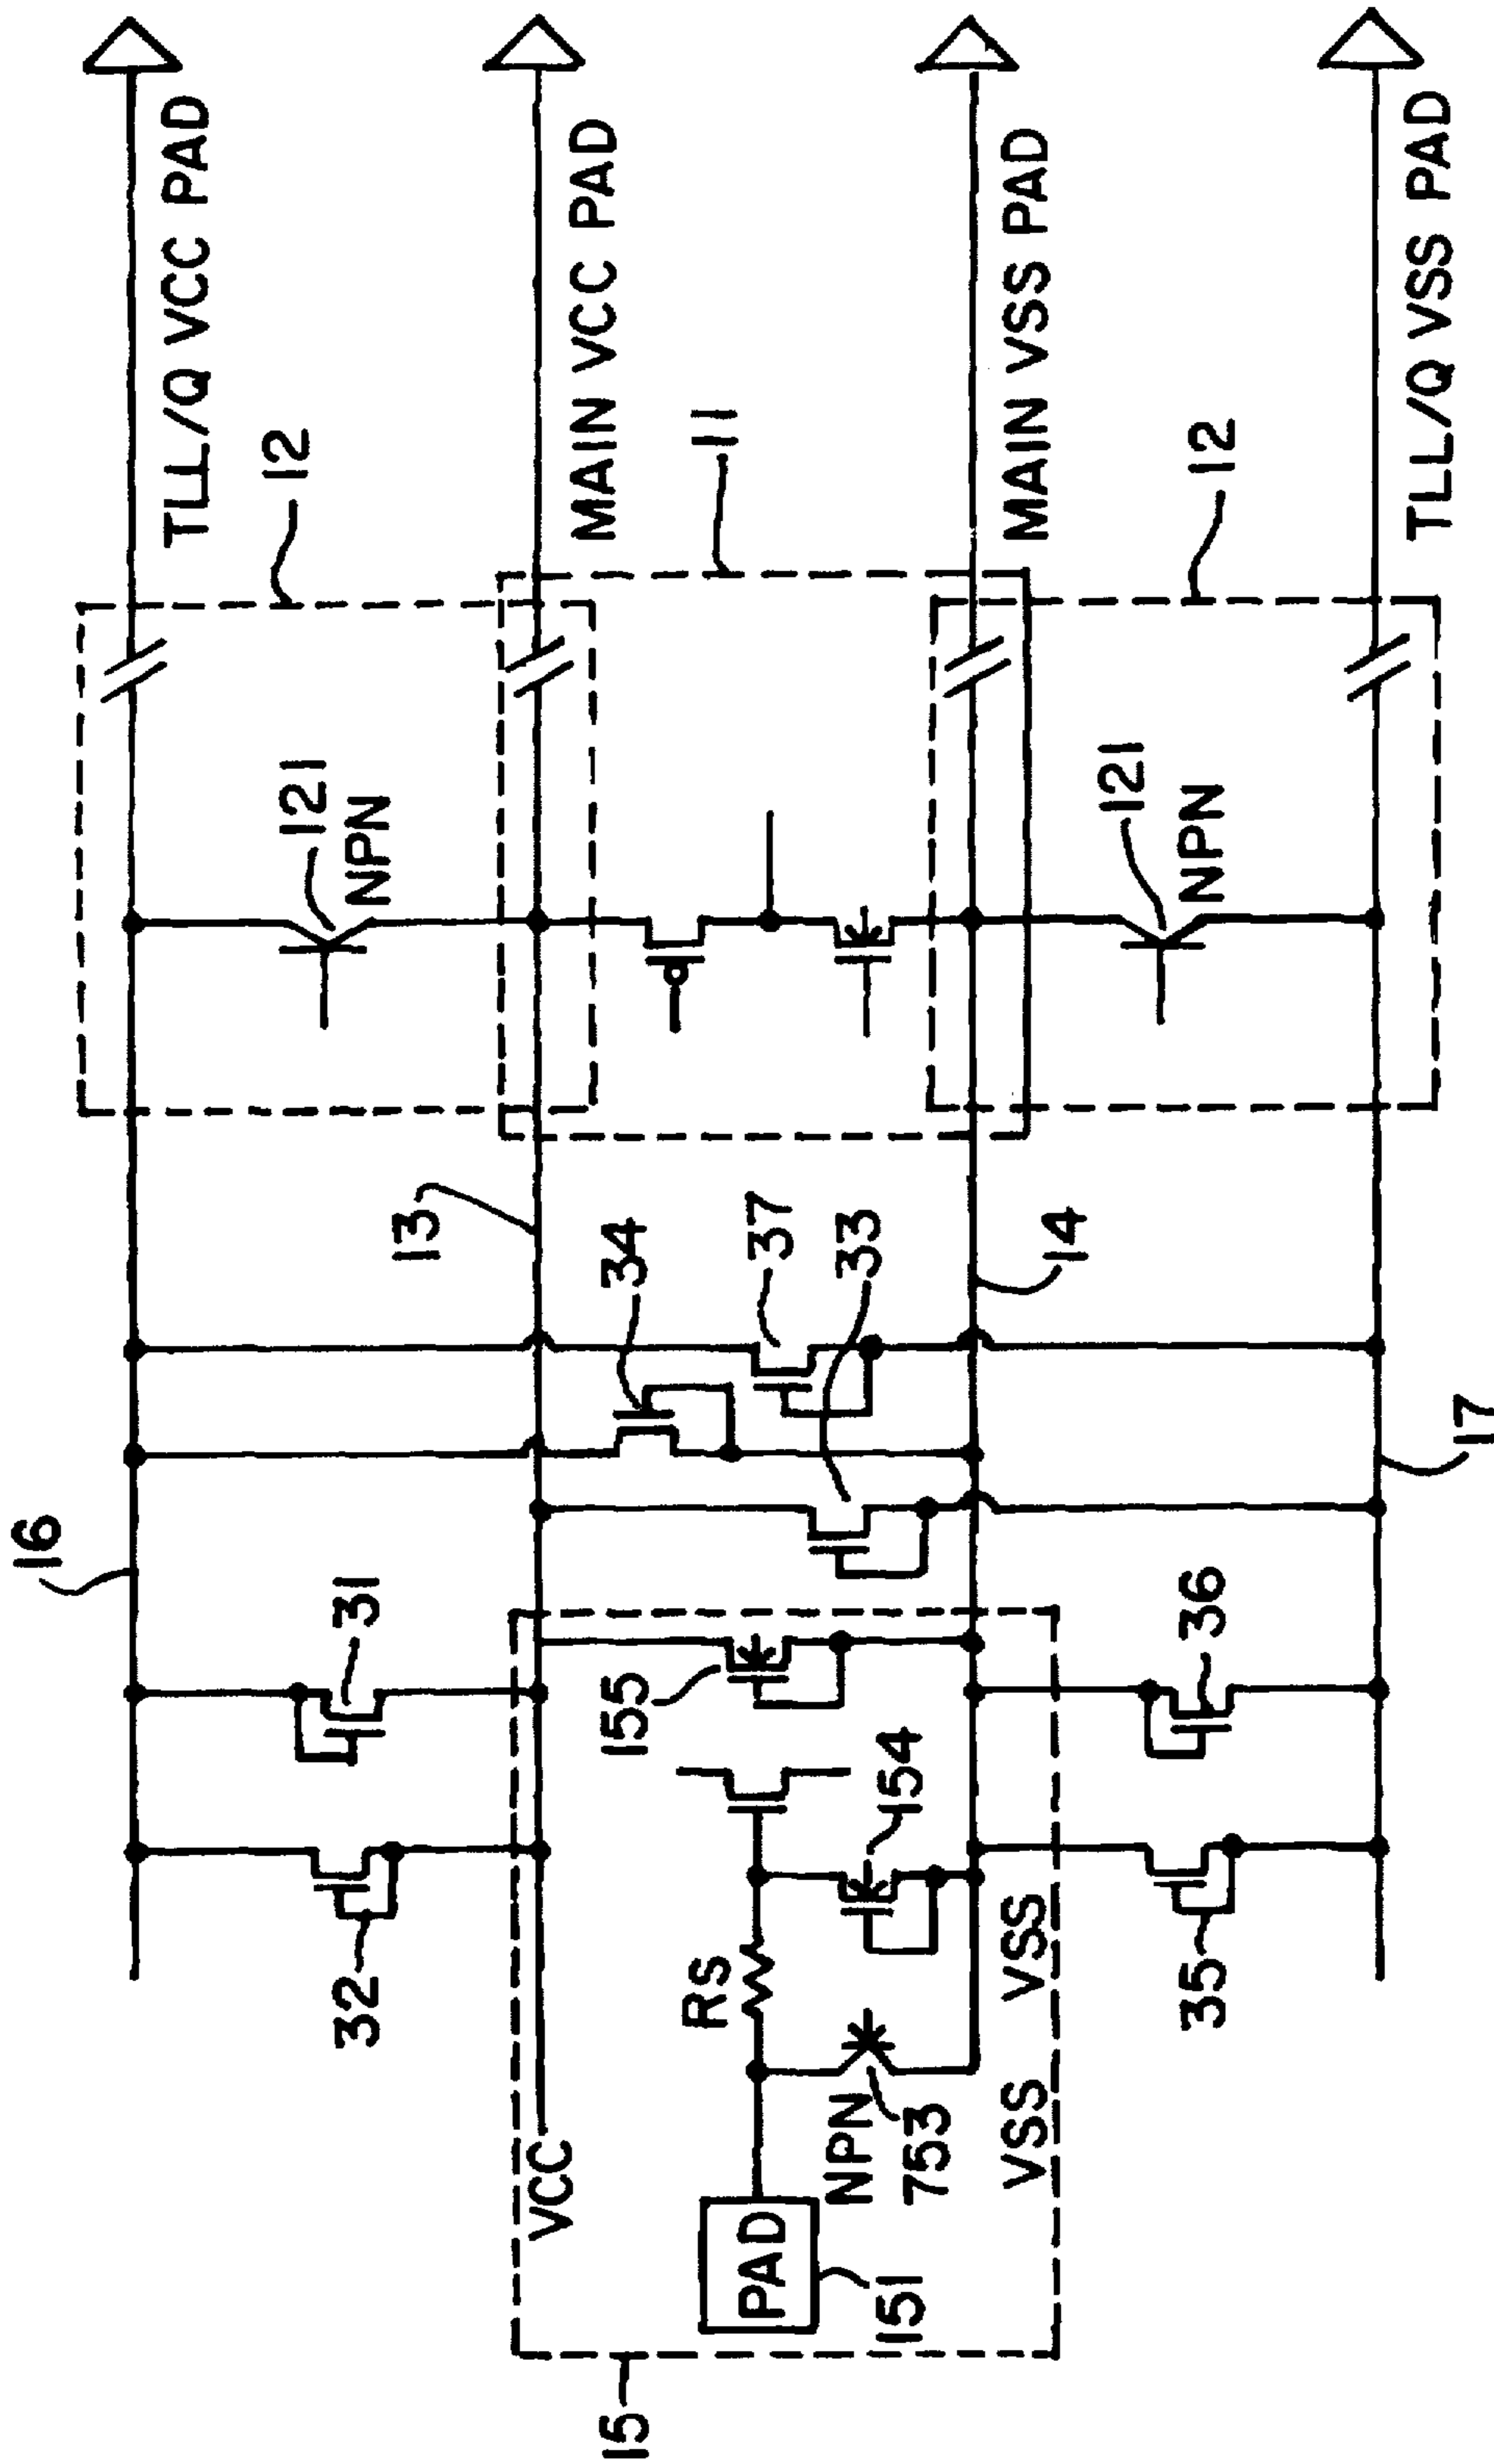 16
TLL/Q VCC PAD
12
121
NPN
32
31
13
VCC
MAIN VCC PAD
15
155
34
RS
11
PAD
37
NPN
33
151
154
753
VSS VSS
MAIN VSS PAD
14
121
NPN
35
36
12
TLL/Q VSS PAD
17